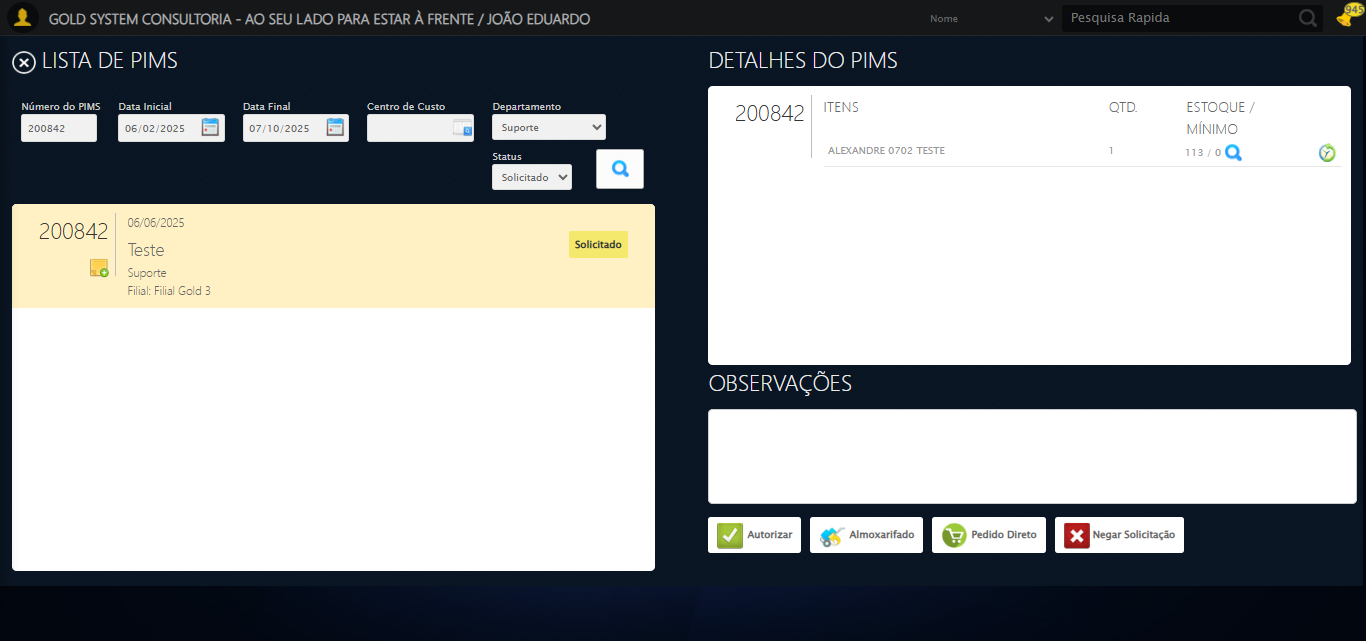 GOLD SYSTEM CONSULTORIA - AO SEU LADO PARA ESTAR À FRENTE / JOÃO EDUARDO
Nome
Pesquisa Rapida
945
LISTA DE PIMS
Número do PIMS
Data Inicial
Data Final
Centro de Custo
Departamento
200842
06/02/2025
07/10/2025
Suporte
Status
Solicitado
200842
06/06/2025
Teste
Suporte
Filial: Filial Gold 3
Solicitado
DETALHES DO PIMS
200842
ITENS
QTD.
ESTOQUE /
MÍNIMO
ALEXANDRE 0702 TESTE
1
113 / 0
OBSERVAÇÕES
Autorizar
Almoxarifado
Pedido Direto
Negar Solicitação